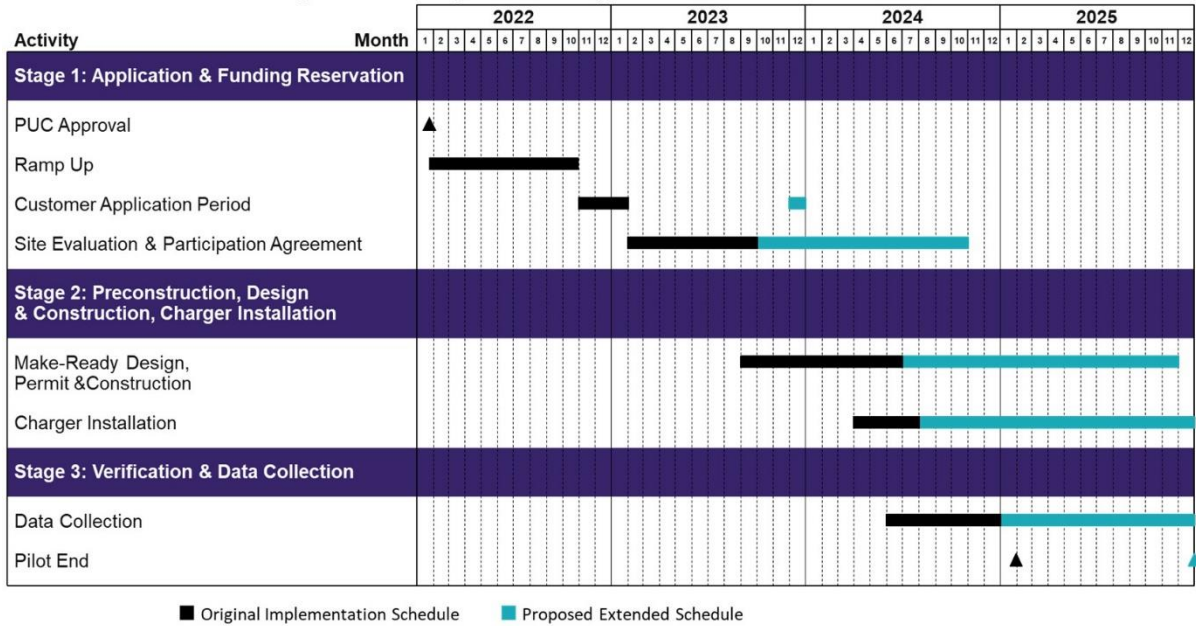 2022 2023 2024 2025
Activity Month 1 2 3 4 5 6 7 8 9 10 11 12 1 2 3 4 5 6 7 8 9 10 11 12 1 2 3 4 5 6 7 8 9 10 11 12 1 2 3 4 5 6 7 8 9 10 11 12
Stage 1: Application & Funding Reservation
PUC Approval
Ramp Up
Customer Application Period
Site Evaluation & Participation Agreement
Stage 2: Preconstruction, Design
& Construction, Charger Installation
Make-Ready Design,
Permit &Construction
Charger Installation
Stage 3: Verification & Data Collection
Data Collection
Pilot End
Original Implementation Schedule Proposed Extended Schedule